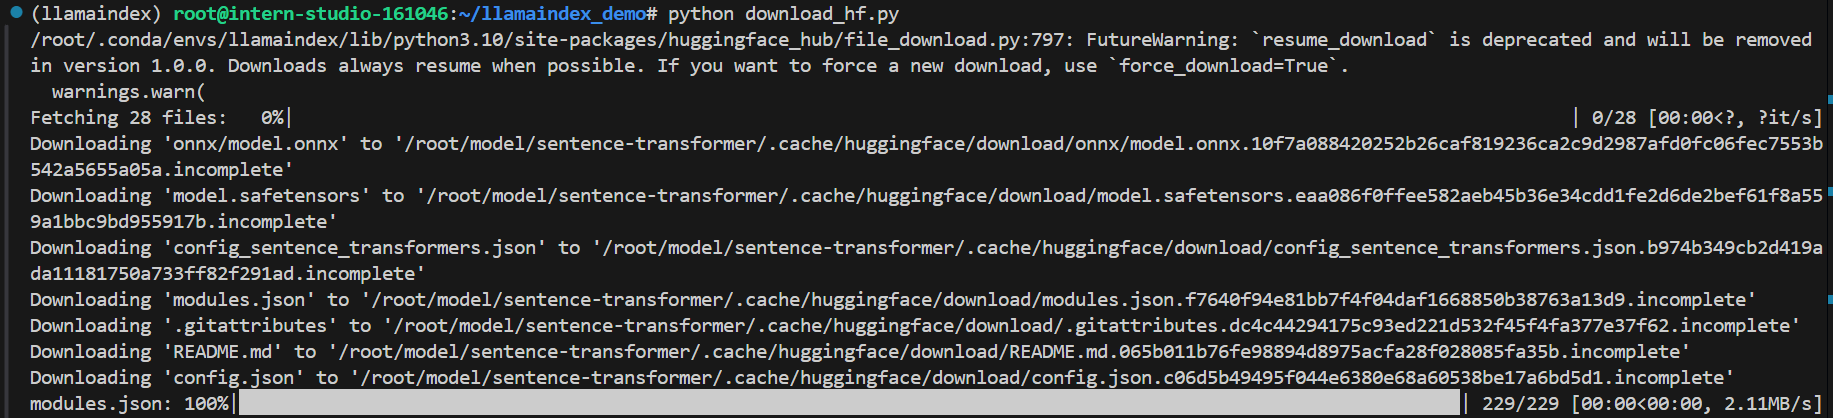 (llamaindex) root@intern-studio-161046:~/llamaindex_demo# python download_hf.py
/root/.conda/envs/llamaindex/lib/python3.10/site-packages/huggingface_hub/file_download.py:797: FutureWarning: `resume_download` is deprecated and will be removed
in version 1.0.0. Downloads always resume when possible. If you want to force a new download, use `force_download=True`.
  warnings.warn(
Fetching 28 files:   0%| | 0/28 [00:00<?, ?it/s]
Downloading 'onnx/model.onnx' to '/root/model/sentence-transformer/.cache/huggingface/download/onnx/model.onnx.10f7a088420252b26caf819236ca2c9d2987afd0fc06fec7553b
542a5655a05a.incomplete'
Downloading 'model.safetensors' to '/root/model/sentence-transformer/.cache/huggingface/download/model.safetensors.eaa086f0ffee582aeb45b36e34cdd1fe2d6de2bef61f8a55
9a1bbc9bd955917b.incomplete'
Downloading 'config_sentence_transformers.json' to '/root/model/sentence-transformer/.cache/huggingface/download/config_sentence_transformers.json.b974b349cb2d419a
da11181750a733ff82f291ad.incomplete'
Downloading 'modules.json' to '/root/model/sentence-transformer/.cache/huggingface/download/modules.json.f7640f94e81bb7f4f04daf1668850b38763a13d9.incomplete'
Downloading '.gitattributes' to '/root/model/sentence-transformer/.cache/huggingface/download/.gitattributes.dc4c44294175c93ed221d532f45f4fa377e37f62.incomplete'
Downloading 'README.md' to '/root/model/sentence-transformer/.cache/huggingface/download/README.md.065b011b76fe98894d8975acfa28f028085fa35b.incomplete'
Downloading 'config.json' to '/root/model/sentence-transformer/.cache/huggingface/download/config.json.c06d5b49495f044e6380e68a60538be17a6bd5d1.incomplete'
modules.json: 100%| | 229/229 [00:00<00:00, 2.11MB/s]